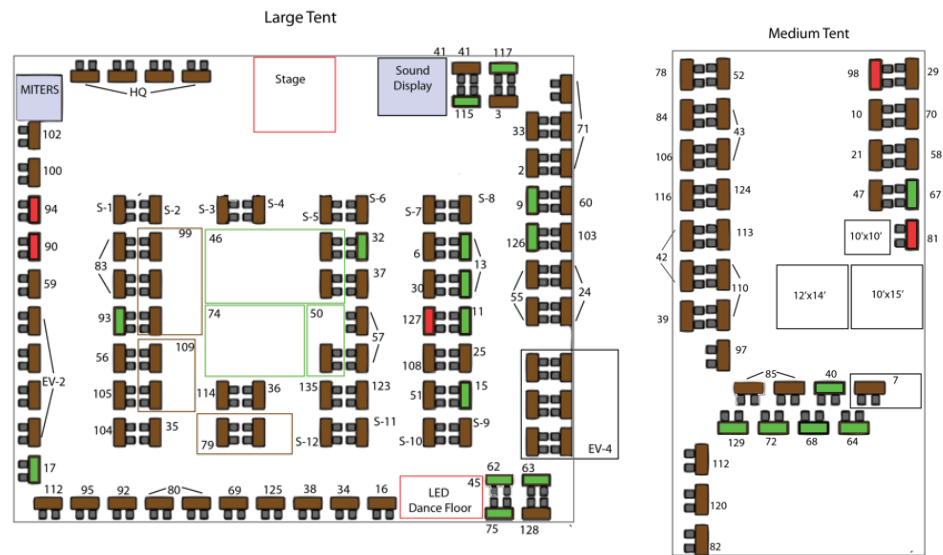 Large Tent
Medium Tent
41 41 117
Stage
Sound
Display
MITERS
HQ
115 3
71
102
33
100
2
94
S-1 S-2 S-3 S-4 S-5 S-6 S-7 S-8
9 60
99 46 32
90
83
6 13
126 103
59
37
30
55 24
93
74 50
127 11
57
56 109
108 25
EV-2
105 114 36 135 123
51 15
104 35 79 S-12 S-11 S-10 S-9
EV-4
17
62 63
45
112 95 92 80 69 125 38 34 16
LED
Dance Floor
75 128
78 52 98 29
84 43 10 70
106 21 58
116 124 47 67
113 10'x10' 81
42
110 12'x14' 10'x15'
39
97
85 40 7
129 72 68 64
112
120
82